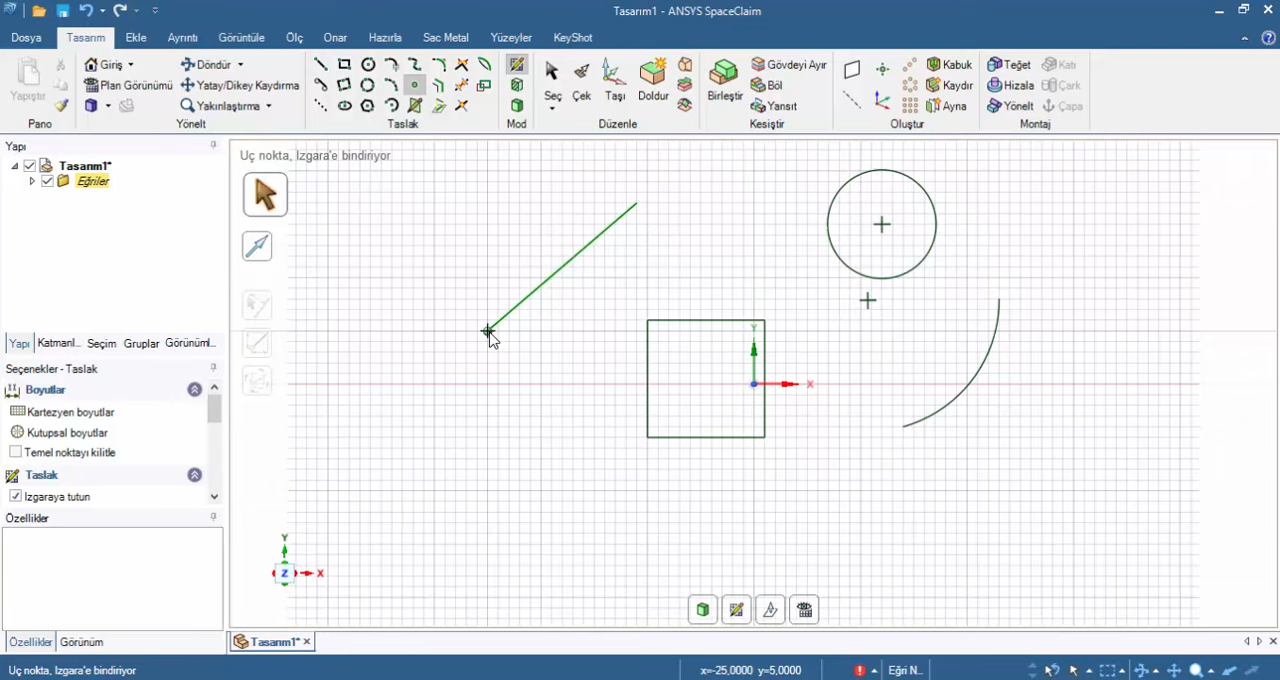 Tasarım1 - ANSYS SpaceClaim
Dosya Tasarım Ekle Ayrıntı Görüntüle Ölç Onar Hazırla Sac Metal Yüzeyler KeyShot
Yapıştır
Pano
Giriş Döndür
Plan Görünümü Yatay/Dikey Kaydırma
Yakınlaştırma
Yönelt
Taslak
Mod
Seç Çek Taşı Doldur
Düzenle
Birleştir
Gövdeyi Ayır
Böl
Yansıt
Kesiştir
Kabuk
Kaydır
Ayna
Oluştur
Teğet Katı
Hizala Çark
Yönelt Çapa
Montaj
Yapı
Tasarım1*
Eğriler
Yapı Katmanl... Seçim Gruplar Görünüml...
Seçenekler - Taslak
Boyutlar
Kartezyen boyutlar
Kutupsal boyutlar
Temel noktayı kilitle
Taslak
Izgaraya tutun
Özellikler
Özellikler Görünüm
Uç nokta, Izgara'e bindiriyor
Y
X
Y
Z X
Tasarım1*
Uç nokta, Izgara'e bindiriyor x=-25,0000 y=5,0000 Eğri N...